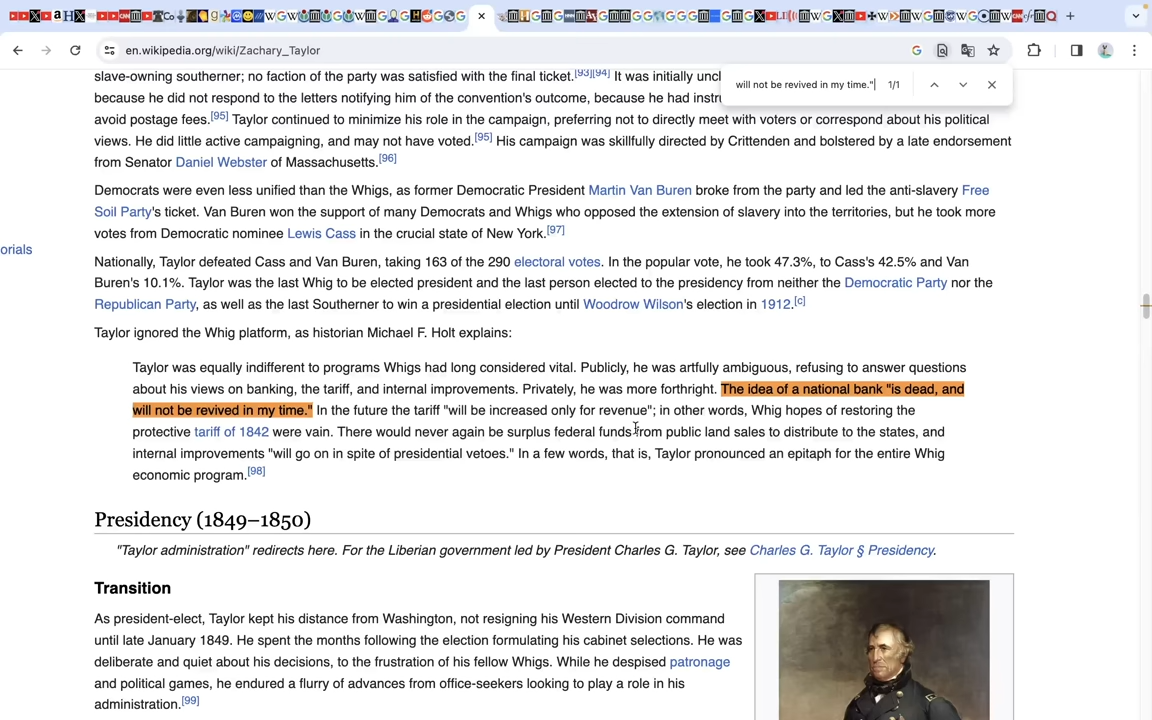 en.wikipedia.org/wiki/Zachary_Taylor
will not be revived in my time."
1/1
slave-owning southerner; no faction of the party was satisfied with the final ticket.[93][94] It was initially
because he did not respond to the letters notifying him of the convention's outcome, because he had
avoid postage fees.[95] Taylor continued to minimize his role in the campaign, preferring not to directly meet with voters or correspond about his political
views. He did little active campaigning, and may not have voted.[95] His campaign was skillfully directed by Crittenden and bolstered by a late endorsement
from Senator Daniel Webster of Massachusetts.[96]
Democrats were even less unified than the Whigs, as former Democratic President Martin Van Buren broke from the party and led the anti-slavery Free
Soil Party's ticket. Van Buren won the support of many Democrats and Whigs who opposed the extension of slavery into the territories, but he took more
votes from Democratic nominee Lewis Cass in the crucial state of New York.[97]
orials
Nationally, Taylor defeated Cass and Van Buren, taking 163 of the 290 electoral votes. In the popular vote, he took 47.3%, to Cass's 42.5% and Van
Buren's 10.1%. Taylor was the last Whig to be elected president and the last person elected to the presidency from neither the Democratic Party nor the
Republican Party, as well as the last Southerner to win a presidential election until Woodrow Wilson's election in 1912.[c]
Taylor ignored the Whig platform, as historian Michael F. Holt explains:
Taylor was equally indifferent to programs Whigs had long considered vital. Publicly, he was artfully ambiguous, refusing to answer questions
about his views on banking, the tariff, and internal improvements. Privately, he was more forthright. The idea of a national bank "is dead, and
will not be revived in my time." In the future the tariff "will be increased only for revenue"; in other words, Whig hopes of restoring the
protective tariff of 1842 were vain. There would never again be surplus federal funds from public land sales to distribute to the states, and
internal improvements "will go on in spite of presidential vetoes." In a few words, that is, Taylor pronounced an epitaph for the entire Whig
economic program.[98]
Presidency (1849–1850)
"Taylor administration" redirects here. For the Liberian government led by President Charles G. Taylor, see Charles G. Taylor § Presidency.
Transition
As president-elect, Taylor kept his distance from Washington, not resigning his Western Division command
until late January 1849. He spent the months following the election formulating his cabinet selections. He was
deliberate and quiet about his decisions, to the frustration of his fellow Whigs. While he despised patronage
and political games, he endured a flurry of advances from office-seekers looking to play a role in his
administration.[99]